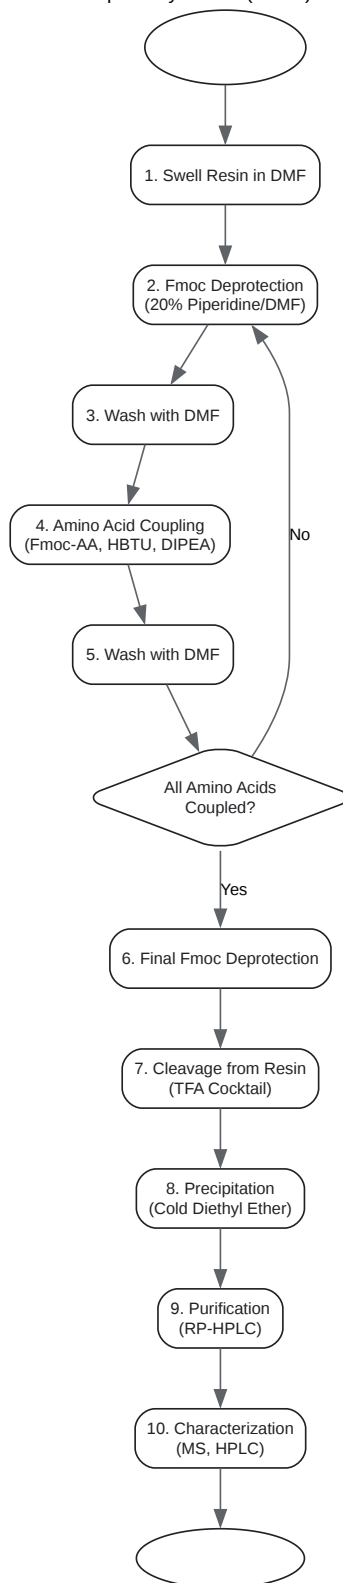 1. Swell Resin in DMF
2. Fmoc Deprotection
(20% Piperidine/DMF)
3. Wash with DMF
4. Amino Acid Coupling
(Fmoc-AA, HBTU, DIPEA)
No
5. Wash with DMF
All Amino Acids
Coupled?
Yes
6. Final Fmoc Deprotection
7. Cleavage from Resin
(TFA Cocktail)
8. Precipitation
(Cold Diethyl Ether)
9. Purification
(RP-HPLC)
10. Characterization
(MS, HPLC)